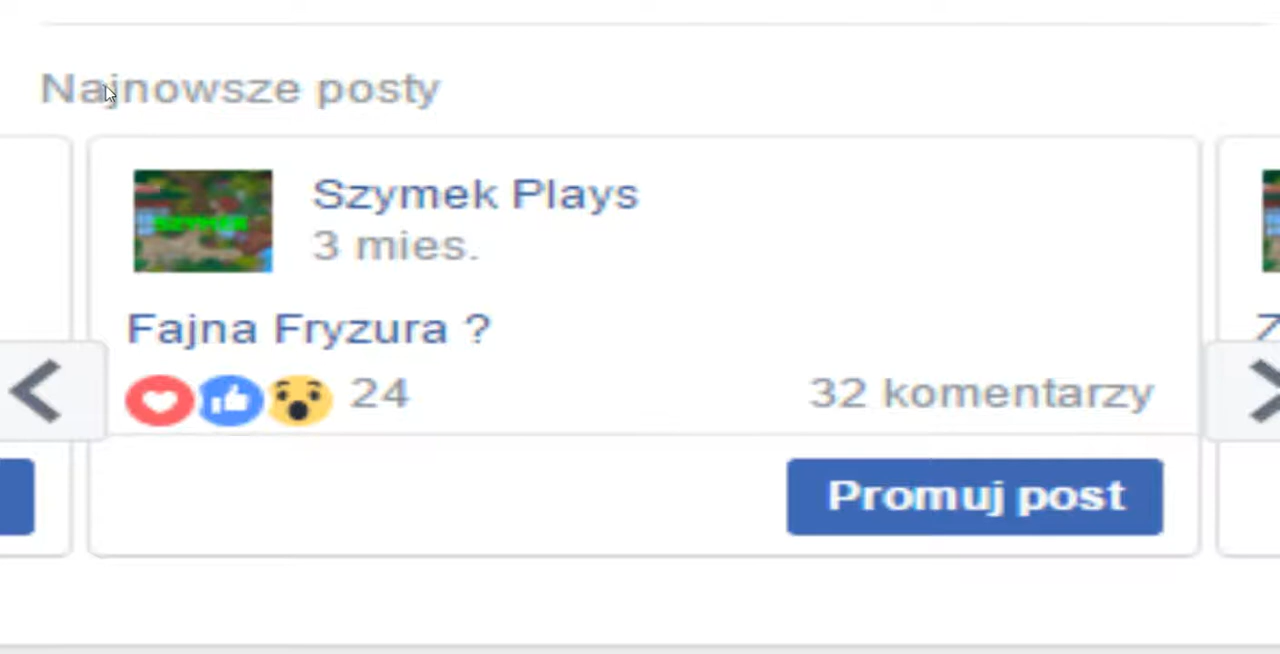 Najnowsze posty
Szymek Plays
3 mies.
Fajna Fryzura ?
24
32 komentarzy
Promuj post